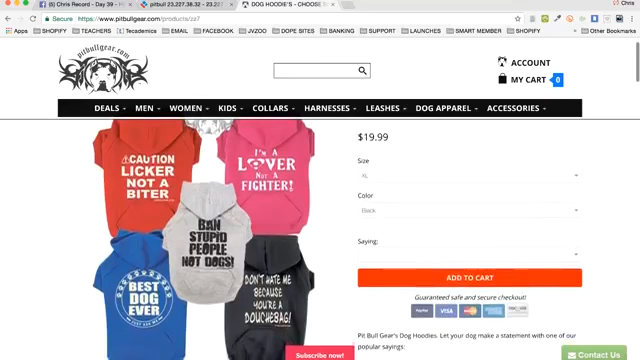 Chris Record - Day 39 - H
pitbull 23.227.38.32 - 23.22
DOG HOODIE'S - CHOOSE S
Chris
Secure
https://www.pitbullgear.com/products/zz7
Apps
SHOPIFY
TEACHERS
Tecademics
EMAIL
FACEBOOK
JVZOO
DOG SITES
BANKING
SUPPORT
LAUNCHES
SMART MEMBER
SHOPIFY
Other Bookmarks
pitbullgear.com
ACCOUNT
MY CART 0
DEALS
MEN
WOMEN
KIDS
COLLARS
HARNESSES
LEASHES
DOG APPAREL
ACCESSORIES
CAUTION
LICKER
NOT A
BITER
I'M A
LOVER
NOT A
FIGHTER!
BAN
STUPID
PEOPLE
NOT DOGS!
BEST
DOG
EVER
DON'T HATE ME
BECAUSE
YOU'RE A
DOUCHEBAG!
$19.99
Size
XL
Color
Black
Saying:
ADD TO CART
Guaranteed safe and secure checkout!
PayPal
VISA
Pit Bull Gear's Dog Hoodies. Let your dog make a statement with one of our
popular sayings:
Subscribe now!
Contact Us